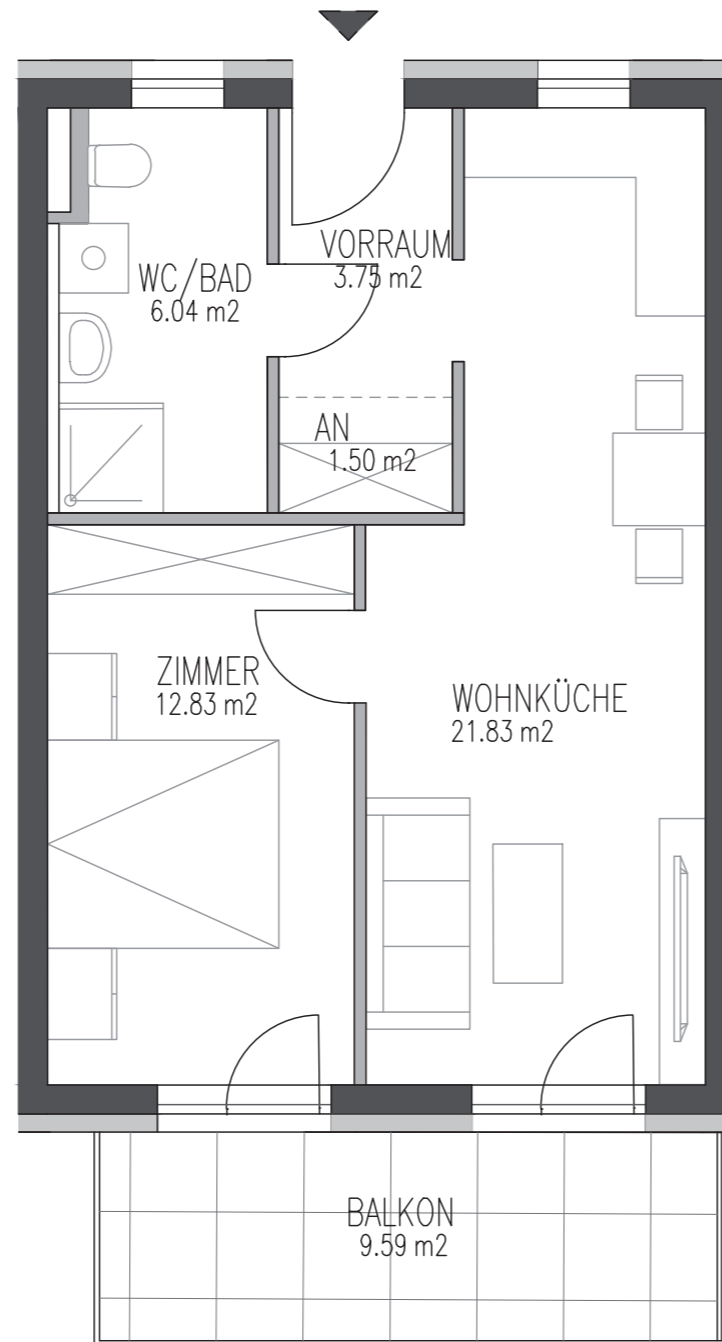 VORRAUM
3.75 m2
WC/BAD
6.04 m2
AN
1.50 m2
ZIMMER
12.83 m2
WOHNKÜCHE
21.83 m2
BALKON
9.59 m2